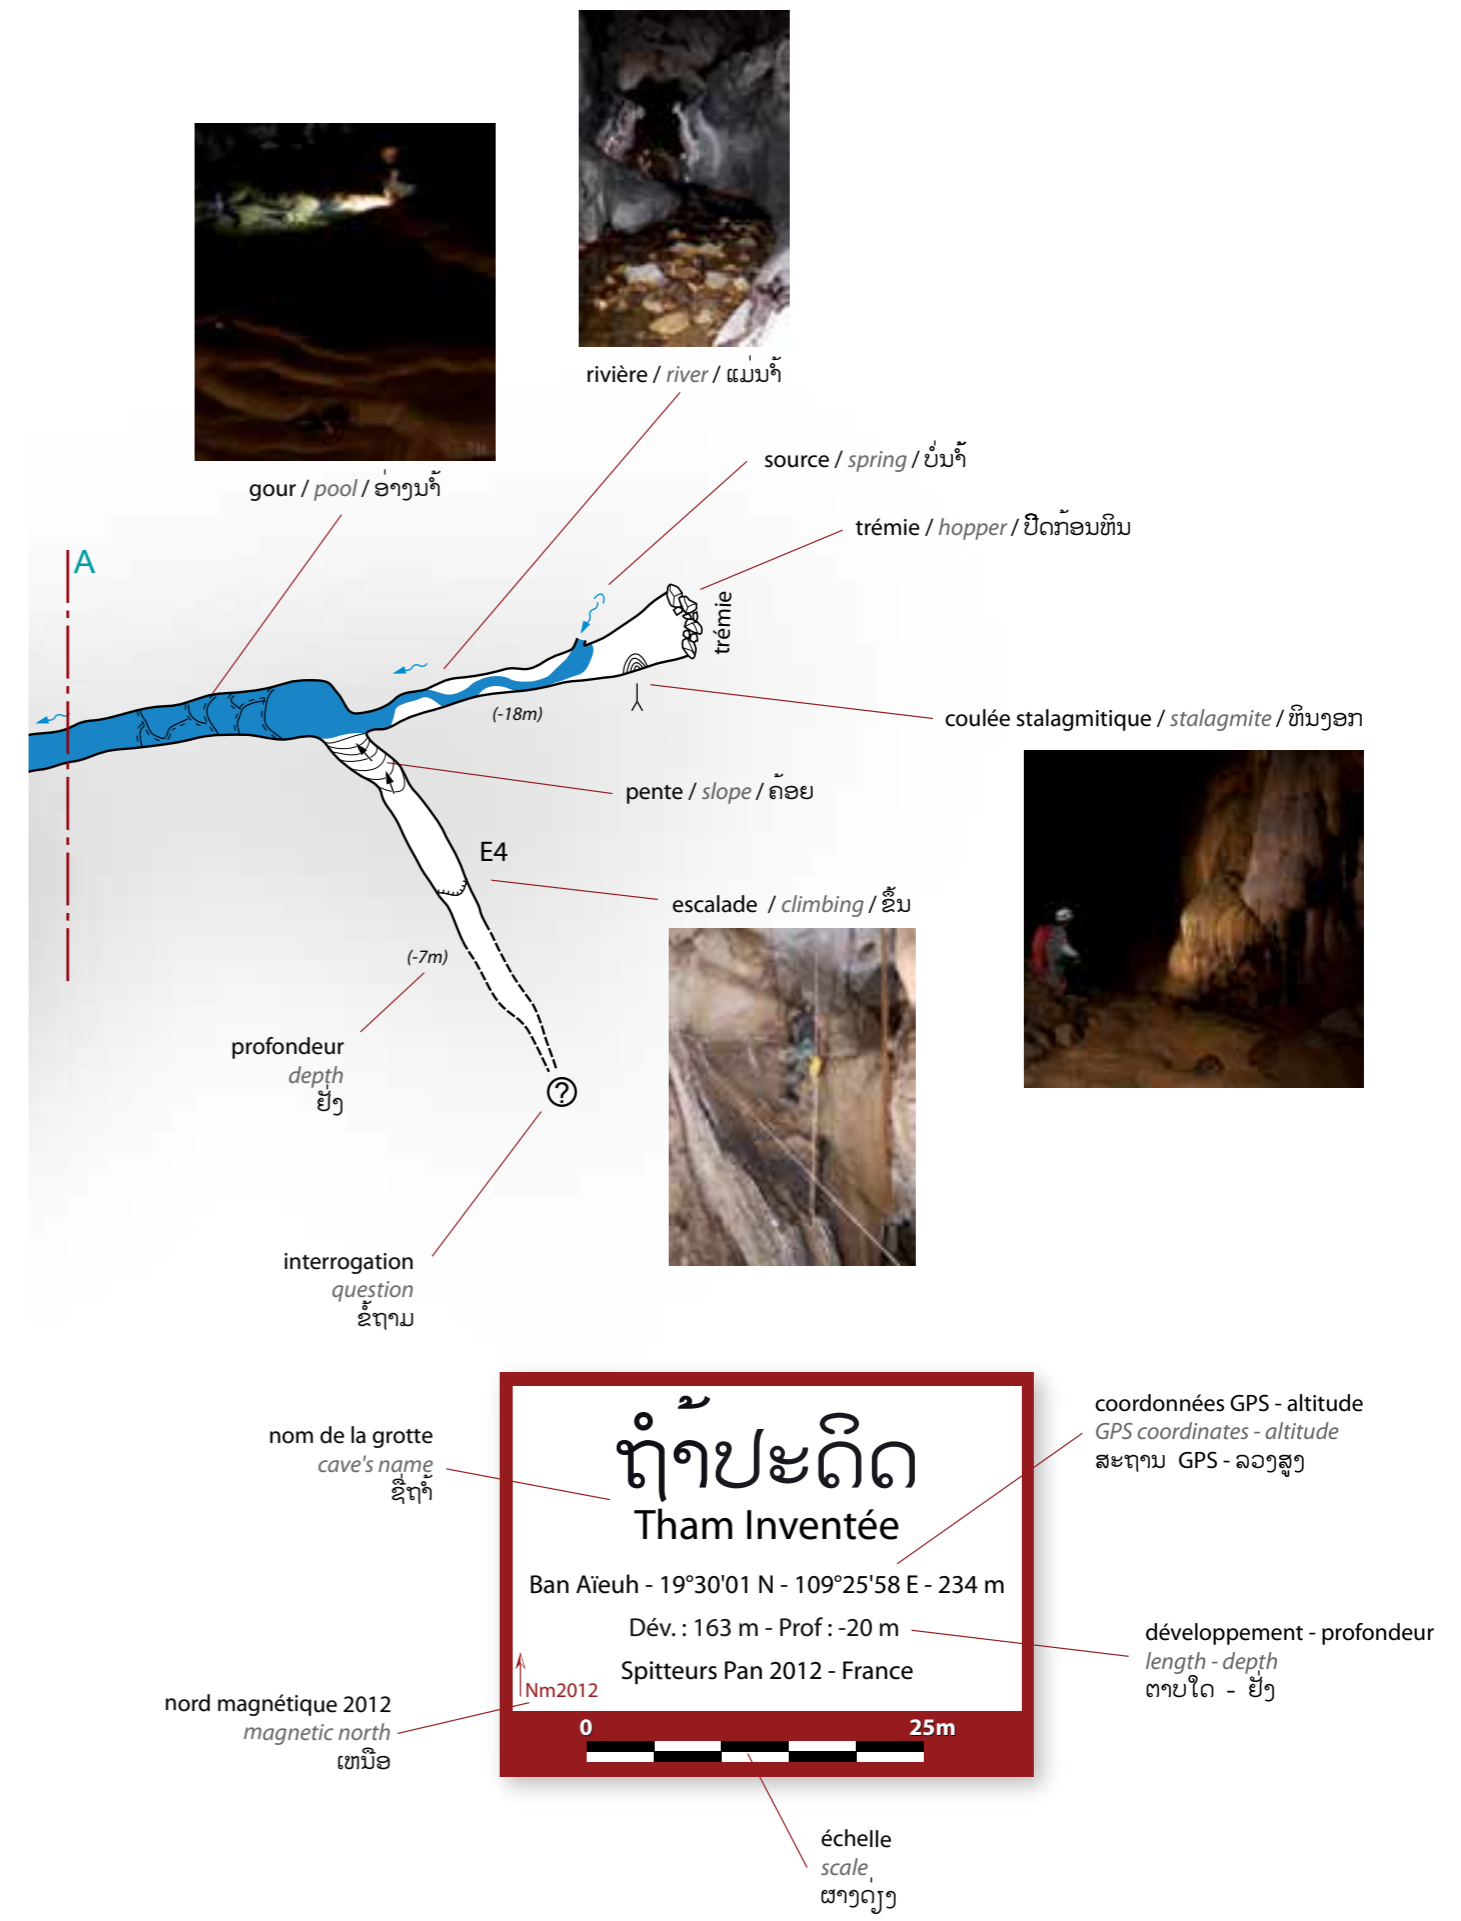 rivière / river / ແມ່ນ້ຳ
source / spring / ບໍ່ນ້ຳ
gour / pool / ອ່າງນ້ຳ
trémie / hopper / ປີດກ້ອນຫິນ
A
trémie
(-18m)
coulée stalagmitique / stalagmite / ຫິນງອກ
pente / slope / ຄ້ອຍ
E4
escalade / climbing / ຂຶ້ນ
(-7m)
profondeur
depth
ຢັ່ງ
?
interrogation
question
ຂໍ້ຖາມ
nom de la grotte
cave's name
ຊື່ຖ້ຳ
ຖ້ຳປະດິດ
Tham Inventée
Ban Aïeuh - 19°30'01 N - 109°25'58 E - 234 m
Dév. : 163 m - Prof : -20 m
Spitteurs Pan 2012 - France
Nm2012
0 25m
coordonnées GPS - altitude
GPS coordinates - altitude
ສະຖານ GPS - ລວງສູງ
développement - profondeur
length - depth
ຕາບໃດ - ຢັ່ງ
nord magnétique 2012
magnetic north
ເໜືອ
échelle
scale
ຜາງດ່ຽງ